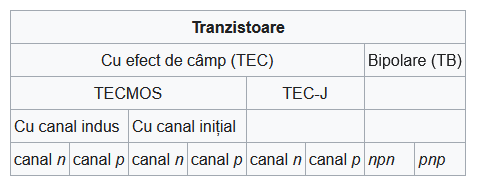 Tranzistoare
Cu efect de câmp (TEC) Bipolare (TB)
TECMOS TEC-J
Cu canal indus Cu canal inițial
canal n canal p canal n canal p canal n canal p npn pnp